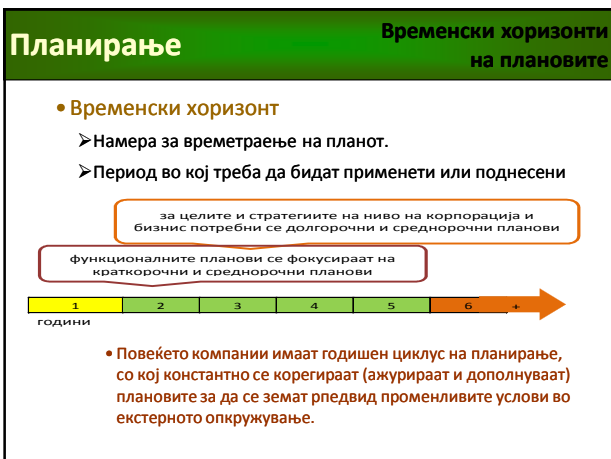 Планирање
Временски хоризонти
на плановите
•Временски хоризонт
➢Намера за времетраење на планот.
➢Период во кој треба да бидат применети или поднесени
за целите и стратегиите на ниво на корпорација и
бизнис потребни се долгорочни и среднорочни планови
функционалните планови се фокусираат на
краткорочни и среднорочни планови
1 2 3 4 5 6 +
години
•Повеќето компании имаат годишен циклус на планирање,
со кој константно се корегираат (ажурираат и дополнуваат)
плановите за да се земат рпедвид променливите услови во
екстерното опкружување.